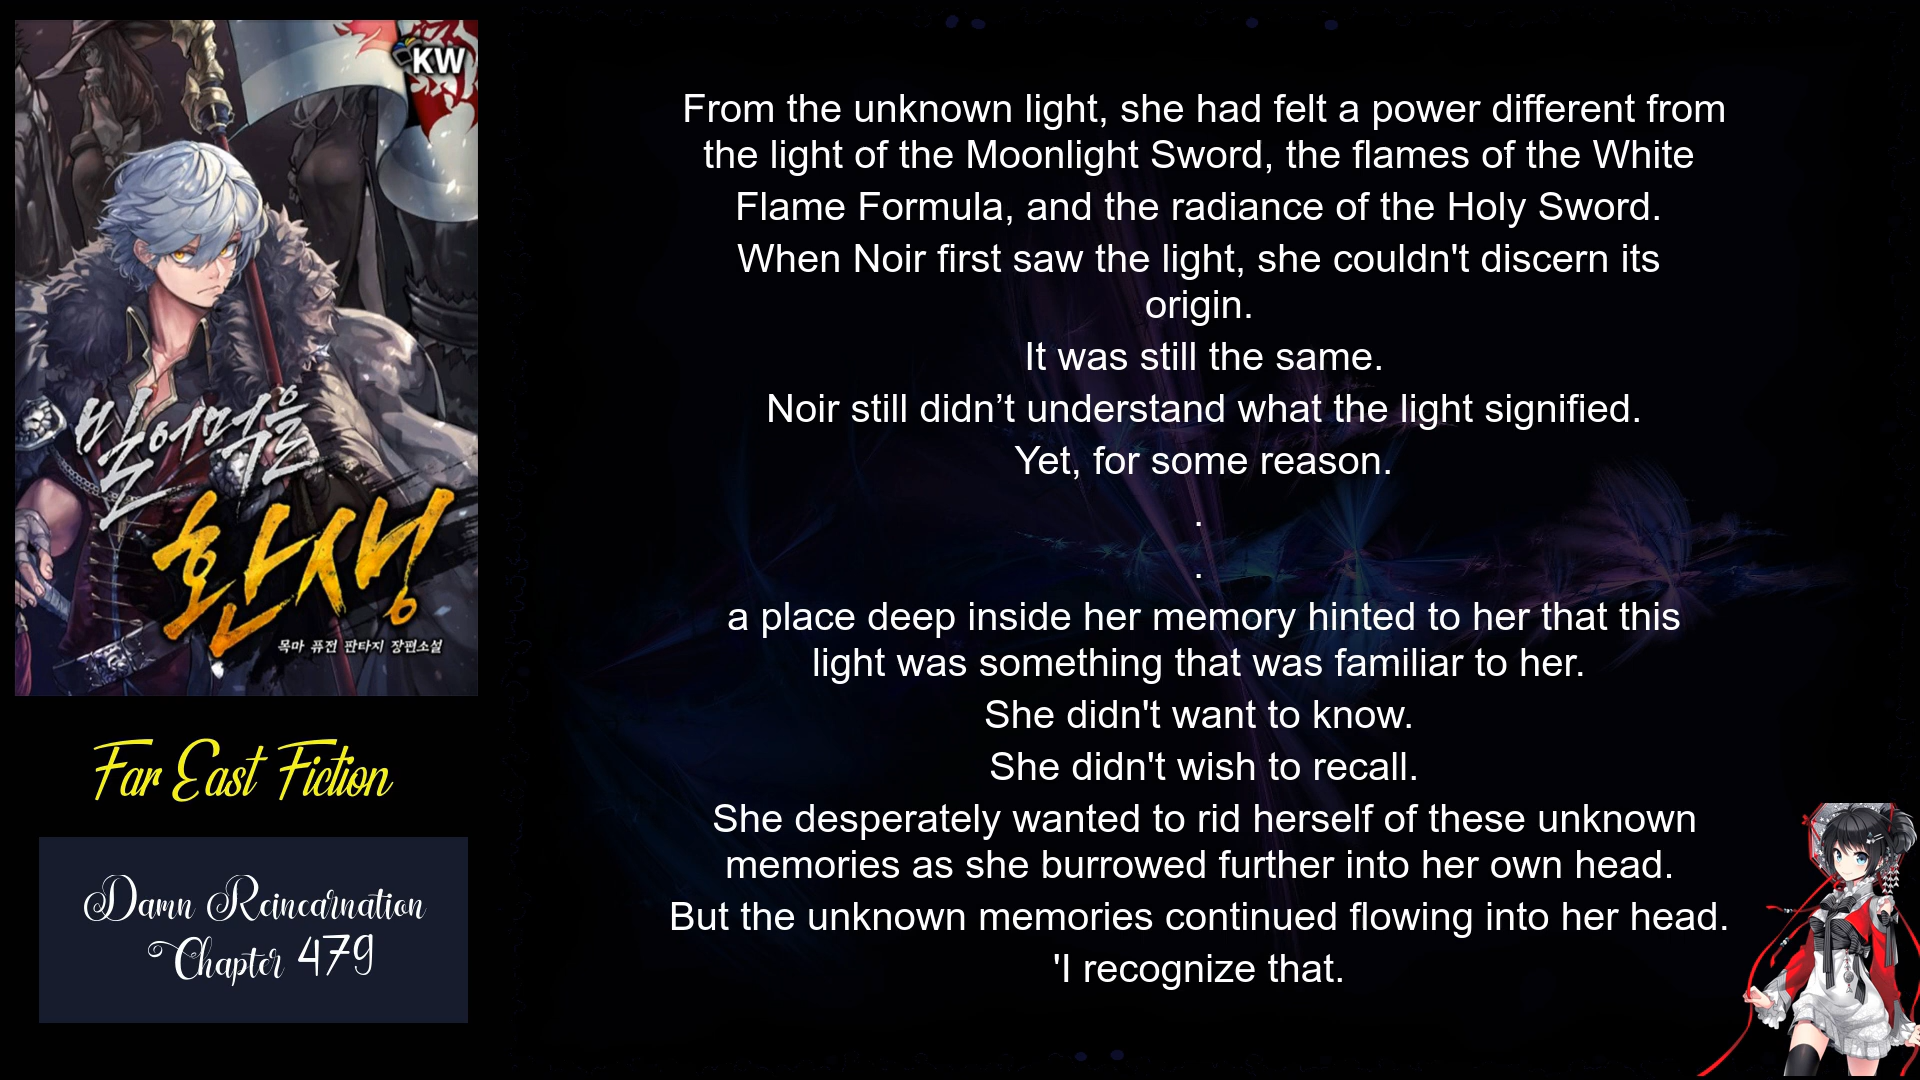 KW
빌어먹을
환생
목마 퓨전 판타지 장편소설
Far East Fiction
Damn Reincarnation
Chapter 479
From the unknown light, she had felt a power different from
the light of the Moonlight Sword, the flames of the White
Flame Formula, and the radiance of the Holy Sword.
When Noir first saw the light, she couldn't discern its
origin.
It was still the same.
Noir still didn’t understand what the light signified.
Yet, for some reason.
.
.
a place deep inside her memory hinted to her that this
light was something that was familiar to her.
She didn't want to know.
She didn't wish to recall.
She desperately wanted to rid herself of these unknown
memories as she burrowed further into her own head.
But the unknown memories continued flowing into her head.
'I recognize that.